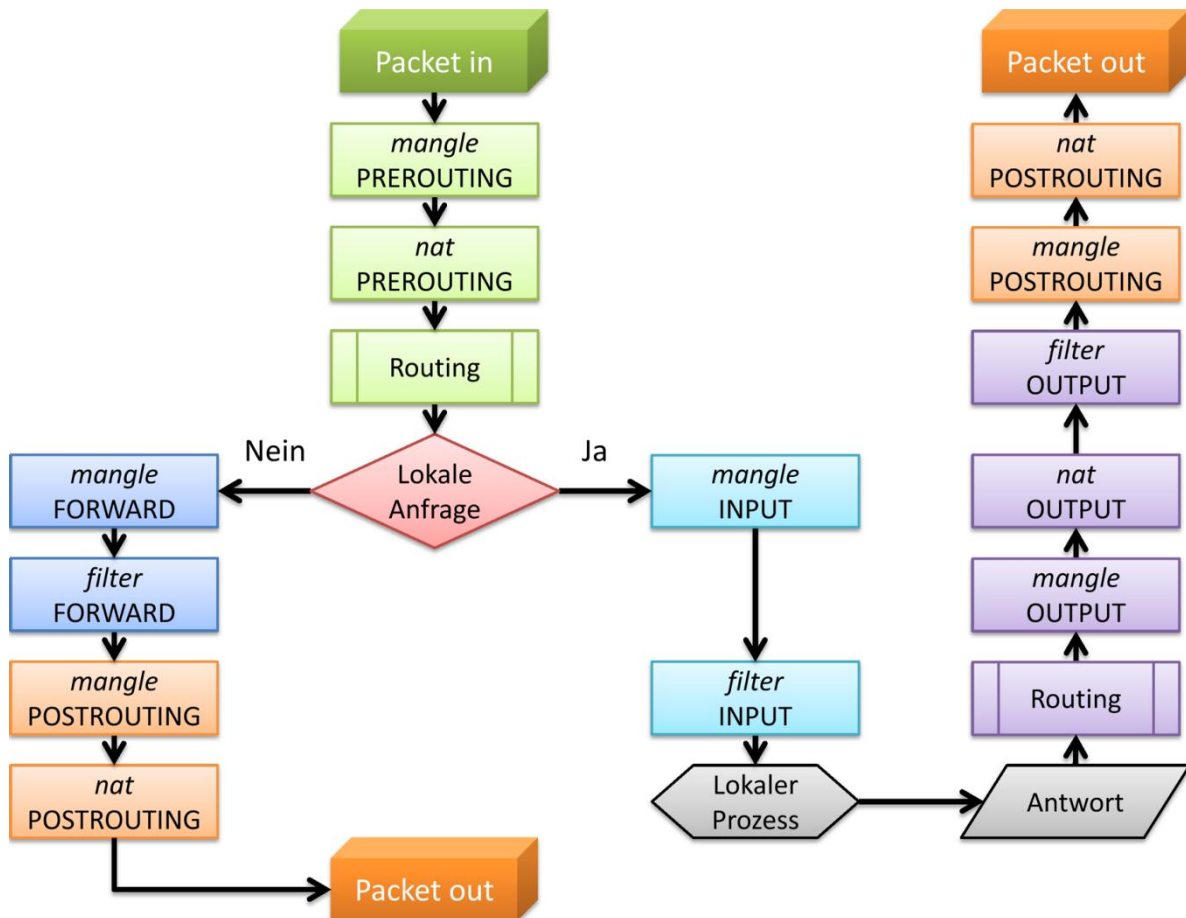 Packet in
mangle
PREROUTING
nat
PREROUTING
Routing
Lokale
Anfrage
Nein
Ja
mangle
FORWARD
filter
FORWARD
mangle
POSTROUTING
nat
POSTROUTING
Packet out
mangle
INPUT
filter
INPUT
Lokaler
Prozess
Antwort
Routing
mangle
OUTPUT
nat
OUTPUT
filter
OUTPUT
mangle
POSTROUTING
nat
POSTROUTING
Packet out